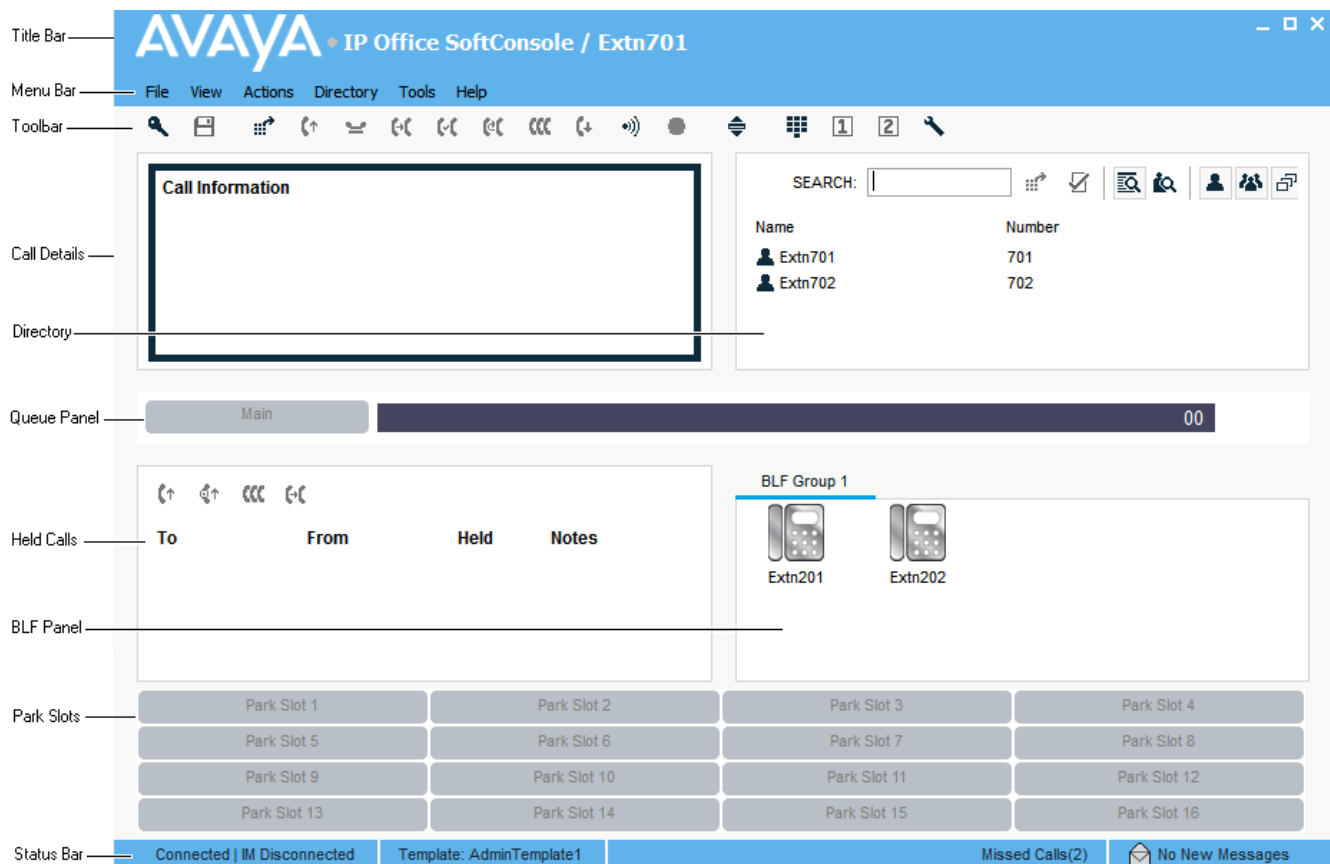 Title Bar
AVAYA • IP Office SoftConsole / Extn701
Menu Bar
File View Actions Directory Tools Help
Toolbar
1 2
Call Information
SEARCH:
Name Number
Call Details
Extn701 701
Extn702 702
Directory
Queue Panel
Main
00
BLF Group 1
Held Calls
To From Held Notes
Extn201 Extn202
BLF Panel
Park Slots
Park Slot 1 Park Slot 2 Park Slot 3 Park Slot 4
Park Slot 5 Park Slot 6 Park Slot 7 Park Slot 8
Park Slot 9 Park Slot 10 Park Slot 11 Park Slot 12
Park Slot 13 Park Slot 14 Park Slot 15 Park Slot 16
Status Bar
Connected | IM Disconnected Template: AdminTemplate1 Missed Calls(2) No New Messages